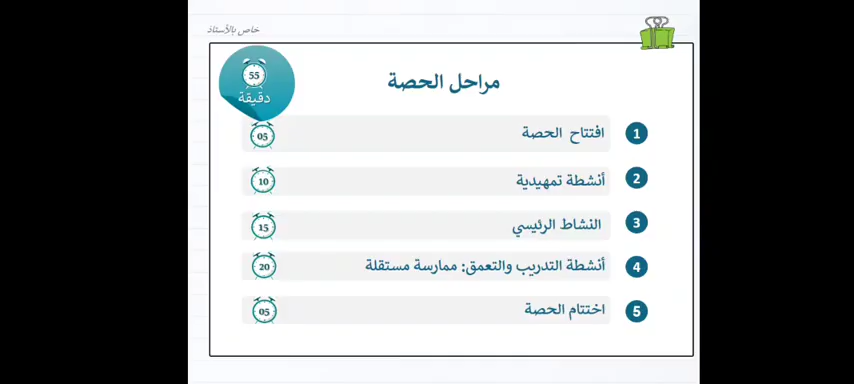 خاص بالأستاذ
55
دقيقة
مراحل الحصة
1 افتتاح الحصة 05
2 أنشطة تمهيدية 10
3 النشاط الرئيسي 15
4 أنشطة التدريب والتعمق: ممارسة مستقلة 20
5 اختتام الحصة 05